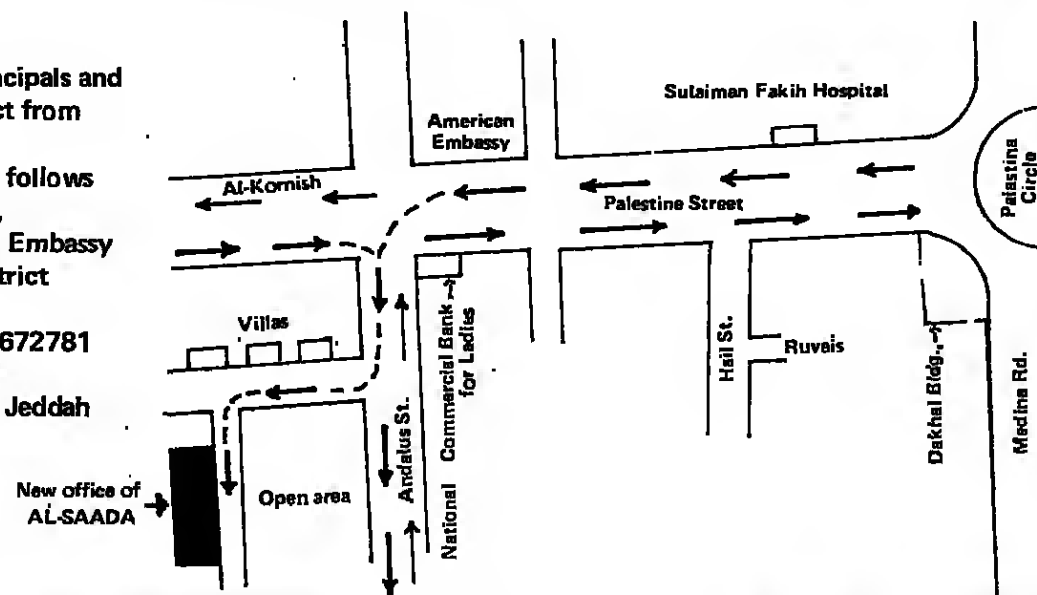 ncipals and
ct from
follows
Embassy
trict
672781
Jeddah
Sulaiman Fakih Hospital
American
Embassy
Al-Kornish
Palestine Street
Palastina
Circle
Villas
National Commercial Bank
for Ladies
Andalus St.
Hail St.
Ruvais
Dakhal Bldg.
Madina Rd.
Open area
New office of
AL-SAADA